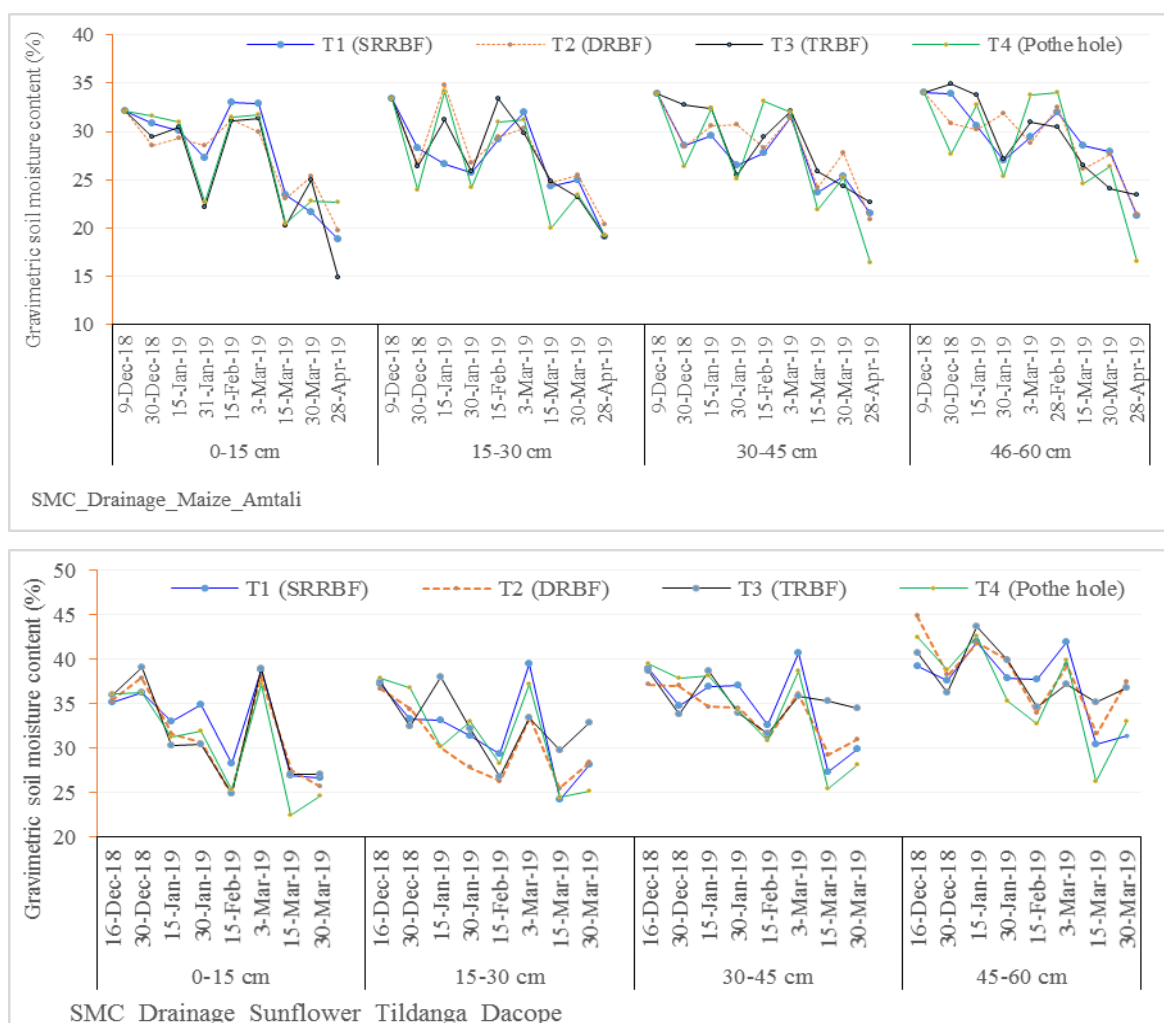 Gravimetric soil moisture content (%)
40
35
30
25
20
15
10
T1 (SRRBF) T2 (DRBF) T3 (TRBF) T4 (Pothe hole)
9-Dec-18 30-Dec-18 15-Jan-19 31-Jan-19 15-Feb-19 3-Mar-19 15-Mar-19 30-Mar-19 28-Apr-19
9-Dec-18 30-Dec-18 15-Jan-19 30-Jan-19 15-Feb-19 3-Mar-19 15-Mar-19 30-Mar-19 28-Apr-19
9-Dec-18 30-Dec-18 15-Jan-19 30-Jan-19 15-Feb-19 3-Mar-19 15-Mar-19 30-Mar-19 28-Apr-19
9-Dec-18 30-Dec-18 15-Jan-19 30-Jan-19 3-Mar-19 28-Feb-19 15-Mar-19 30-Mar-19 28-Apr-19
0-15 cm 15-30 cm 30-45 cm 46-60 cm
SMC_Drainage_Maize_Amtali
Gravimetric soil moisture content (%)
50
45
40
35
30
25
20
T1 (SRRBF) T2 (DRBF) T3 (TRBF) T4 (Pothe hole)
16-Dec-18 30-Dec-18 15-Jan-19 30-Jan-19 15-Feb-19 3-Mar-19 15-Mar-19 30-Mar-19
16-Dec-18 30-Dec-18 15-Jan-19 30-Jan-19 15-Feb-19 3-Mar-19 15-Mar-19 30-Mar-19
16-Dec-18 30-Dec-18 15-Jan-19 30-Jan-19 15-Feb-19 3-Mar-19 15-Mar-19 30-Mar-19
16-Dec-18 30-Dec-18 15-Jan-19 30-Jan-19 15-Feb-19 3-Mar-19 15-Mar-19 30-Mar-19
0-15 cm 15-30 cm 30-45 cm 45-60 cm
SMC_Drainage_Sunflower_Tildanga_Dacope